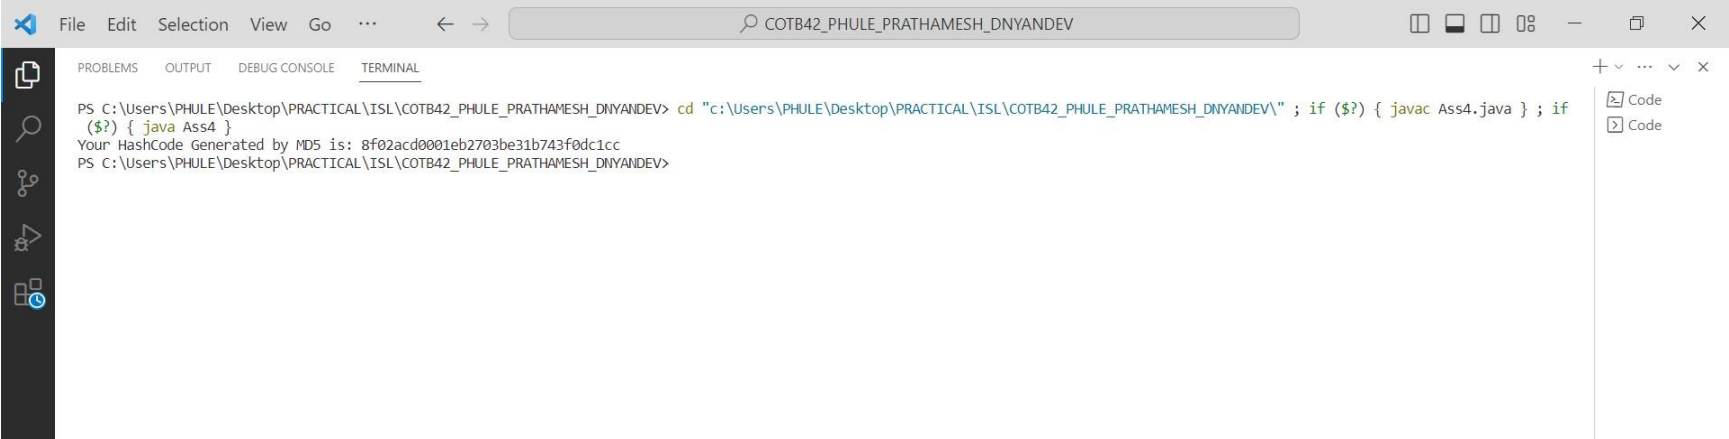 File Edit Selection View Go ··· COTB42_PHULE_PRATHAMESH_DNYANDEV
PROBLEMS OUTPUT DEBUG CONSOLE TERMINAL
PS C:\Users\PHULE\Desktop\PRACTICAL\ISL\COTB42_PHULE_PRATHAMESH_DNYANDEV> cd "c:\Users\PHULE\Desktop\PRACTICAL\ISL\COTB42_PHULE_PRATHAMESH_DNYANDEV\" ; if ($?) { javac Ass4.java } ; if
($?) { java Ass4 }
Your HashCode Generated by MD5 is: 8f02acd0001eb2703be31b743f0dc1cc
PS C:\Users\PHULE\Desktop\PRACTICAL\ISL\COTB42_PHULE_PRATHAMESH_DNYANDEV>
Code
Code